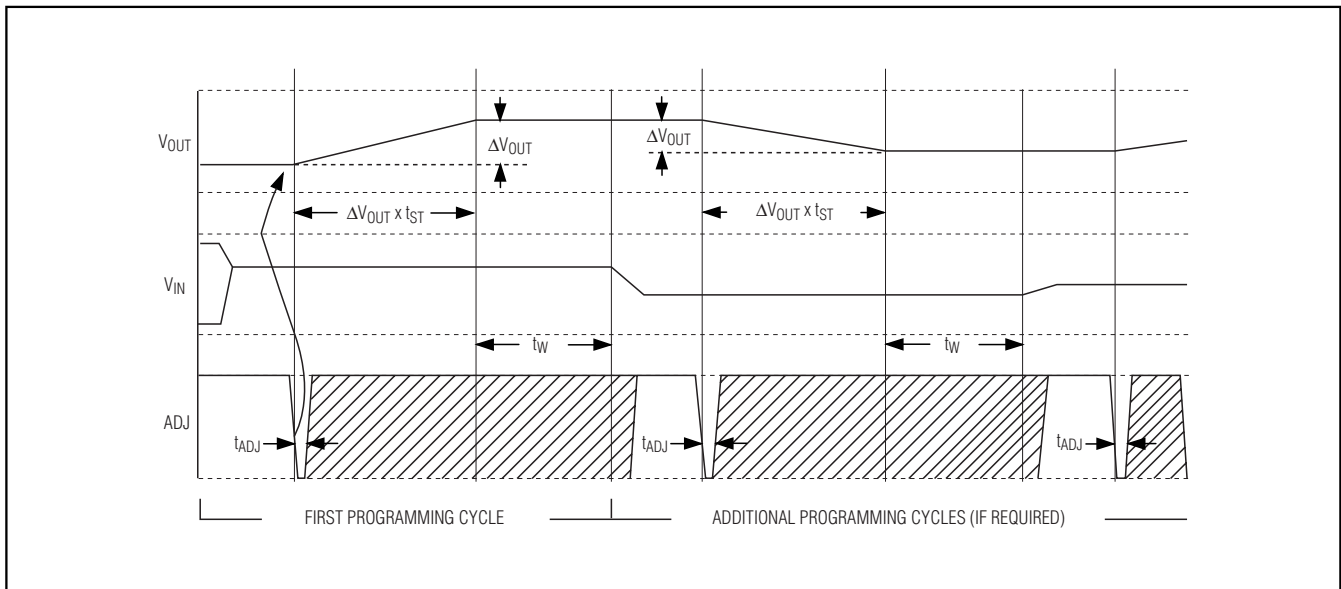 VOUT
ΔVOUT
ΔVOUT
ΔVOUT x tST
ΔVOUT x tST
VIN
tW
tW
ADJ
tADJ
tADJ
tADJ
FIRST PROGRAMMING CYCLE
ADDITIONAL PROGRAMMING CYCLES (IF REQUIRED)